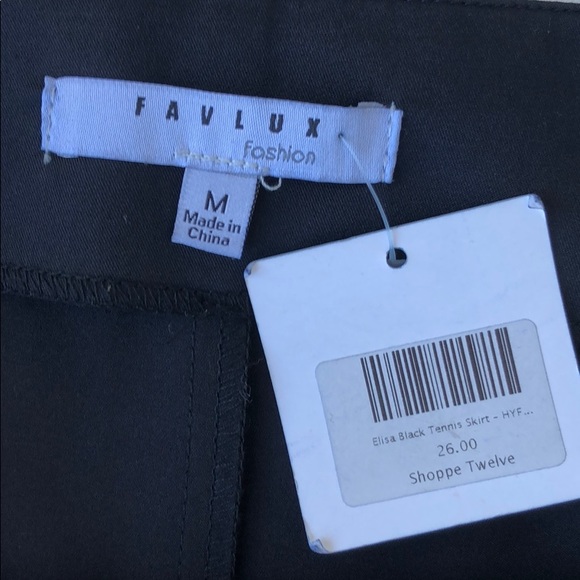 FAVLUX
fashion
M
Made in
China
Elisa Black Tennis Skirt - HYF...
26.00
Shoppe Twelve